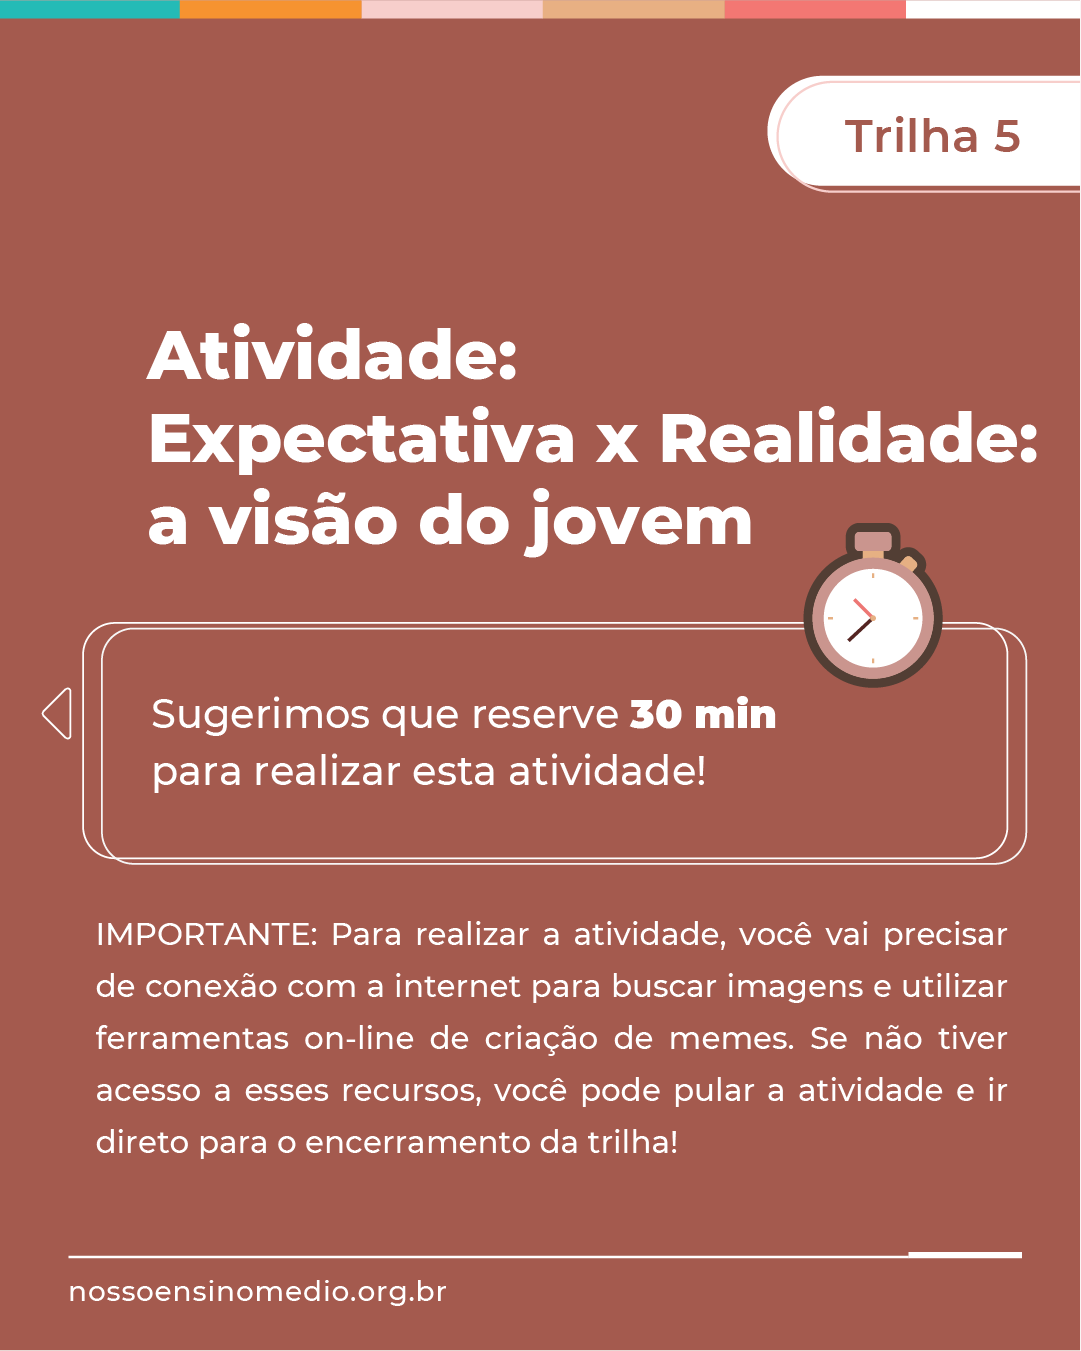 Trilha 5
Atividade:
Expectativa x Realidade:
a visão do jovem
Sugerimos que reserve 30 min
para realizar esta atividade!
IMPORTANTE: Para realizar a atividade, você vai precisar
de conexão com a internet para buscar imagens e utilizar
ferramentas on-line de criação de memes. Se não tiver
acesso a esses recursos, você pode pular a atividade e ir
direto para o encerramento da trilha!
nossoensinomedio.org.br